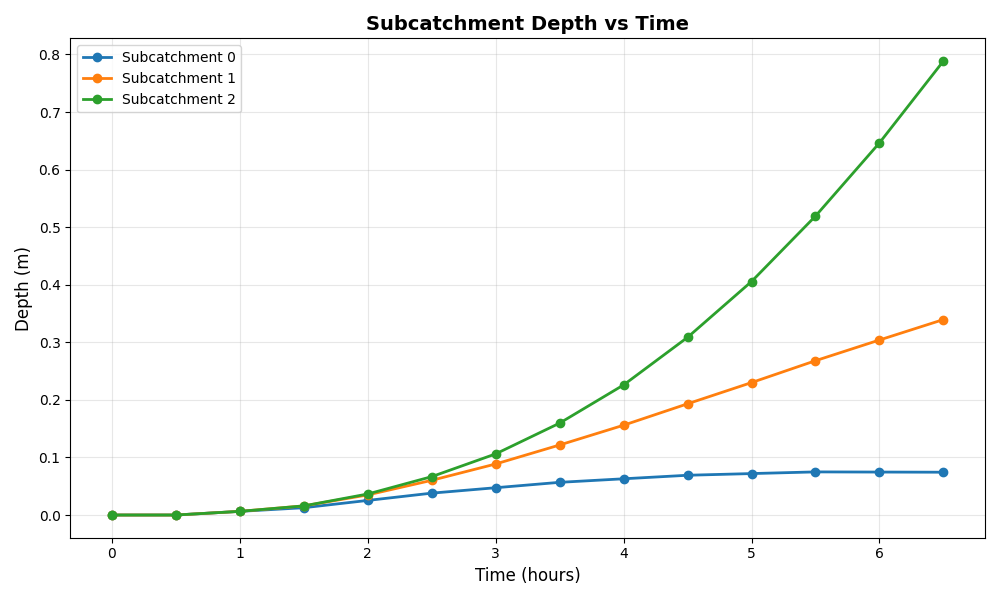 Subcatchment Depth vs Time
Subcatchment 0
Subcatchment 1
Subcatchment 2
Depth (m)
0.8
0.7
0.6
0.5
0.4
0.3
0.2
0.1
0.0
0 1 2 3 4 5 6
Time (hours)